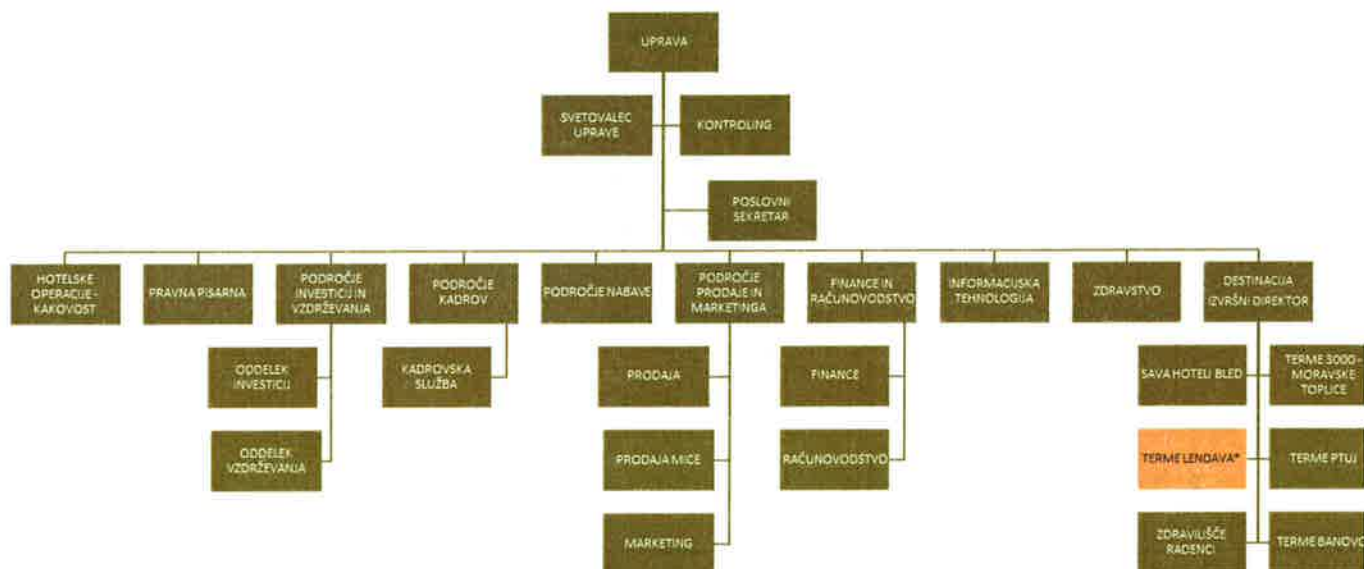 UPRAVA
SVETOVALEC
UPRAVE
KONTROLING
POSLOVNI
SEKRETAR
HOTELSKE
OPERACIJE -
KAKOVOST
PRAVNA PISARNA
PODROČJE
INVESTICIJ IN
VZDRŽEVANJA
PODROČJE
KADROV
PODROČJE NABAVE
PODROČJE
PRODAJE IN
MARKETINGA
FINANCE IN
RAČUNOVODSTVO
INFORMACIJSKA
TEHNOLOGIJA
ZDRAVSTVO
DESTINACIJA
IZVRŠNI DIREKTOR
ODDELEK
INVESTICIJ
KADROVSKA
SLUŽBA
PRODAJA
FINANCE
SAVA HOTELI BLED
TERME 3000 -
MORAVSKE
TOPLICE
ODDELEK
VZDRŽEVANJA
PRODAJA MICE
RAČUNOVODSTVO
TERME LENDAVA*
TERME PTUJ
MARKETING
ZDRAVILIŠČE
RADENCI
TERME BANOVCI